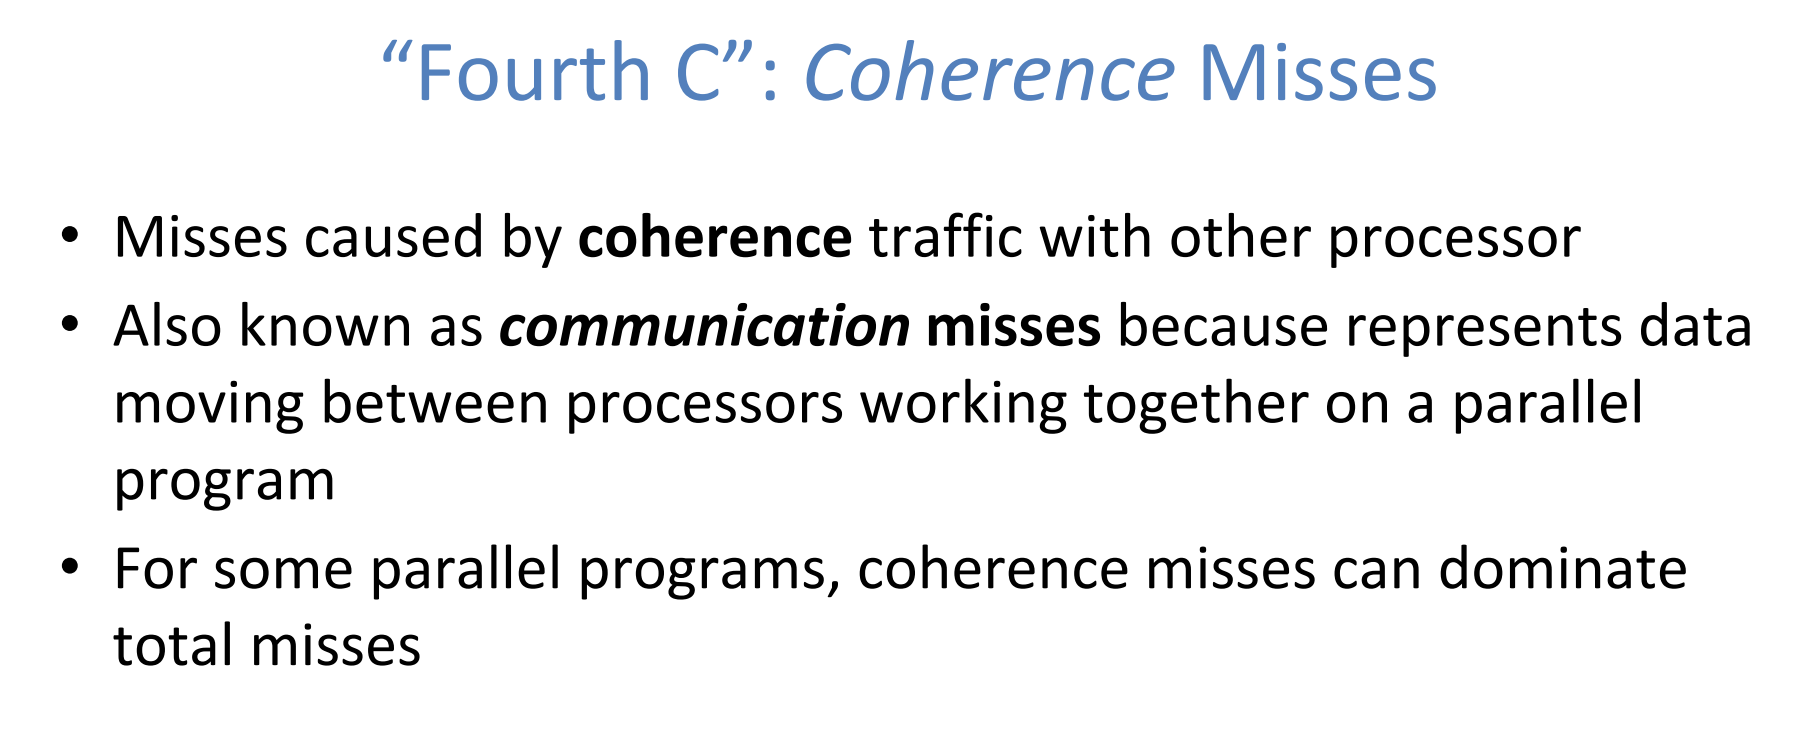 “Fourth C”: Coherence Misses
• Misses caused by coherence traffic with other processor
• Also known as communication misses because represents data
moving between processors working together on a parallel
program
• For some parallel programs, coherence misses can dominate
total misses